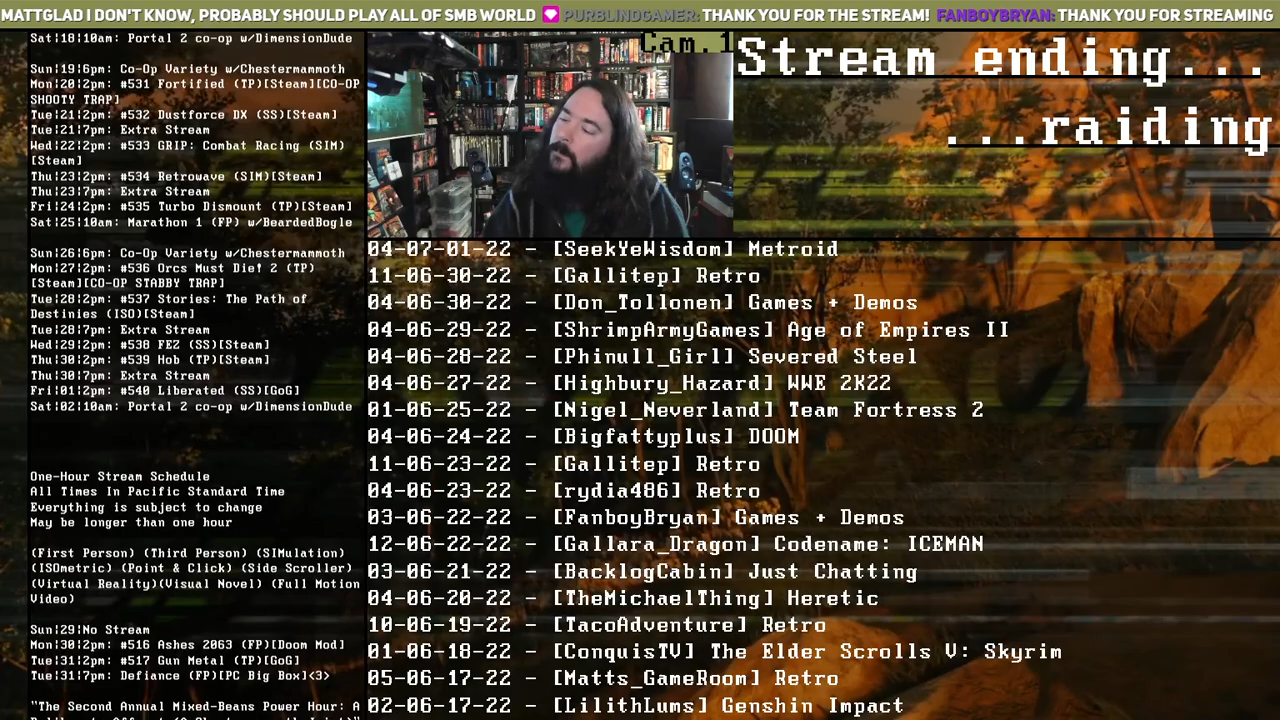 MATTGLAD I DON'T KNOW, PROBABLY SHOULD PLAY ALL OF SMB WORLD PURBLINDGAMER: THANK YOU FOR THE STREAM! FANBOYBRYAN: THANK YOU FOR STREAMING
Sat¦18¦10am: Portal 2 co-op w/DimensionDude
Sun¦19¦6pm: Co-Op Variety w/Chestermammoth
Mon¦20¦2pm: #531 Fortified (TP)[Steam][CO-OP
SHOOTY TRAP]
Tue¦21¦2pm: #532 Dustforce DX (SS)[Steam]
Tue¦21¦7pm: Extra Stream
Wed¦22¦2pm: #533 GRIP: Combat Racing (SIM)
[Steam]
Thu¦23¦2pm: #534 Retrowave (SIM)[Steam]
Thu¦23¦7pm: Extra Stream
Fri¦24¦2pm: #535 Turbo Dismount (TP)[Steam]
Sat¦25¦10am: Marathon 1 (FP) w/BeardedBogle
Sun¦26¦6pm: Co-Op Variety w/Chestermammoth
Mon¦27¦2pm: #536 Orcs Must Die! 2 (TP)
[Steam][CO-OP STABBY TRAP]
Tue¦28¦2pm: #537 Stories: The Path of
Destinies (ISO)[Steam]
Tue¦28¦7pm: Extra Stream
Wed¦29¦2pm: #538 FEZ (SS)[Steam]
Thu¦30¦2pm: #539 Hob (TP)[Steam]
Thu¦30¦7pm: Extra Stream
Fri¦01¦2pm: #540 Liberated (SS)[GoG]
Sat¦02¦10am: Portal 2 co-op w/DimensionDude
One-Hour Stream Schedule
All Times In Pacific Standard Time
Everything is subject to change
May be longer than one hour
(First Person) (Third Person) (SIMulation)
(ISOmetric) (Point & Click) (Side Scroller)
(Virtual Reality)(Visual Novel) (Full Motion
Video)
Sun¦29¦No Stream
Mon¦30¦2pm: #516 Ashes 2063 (FP)[Doom Mod]
Tue¦31¦2pm: #517 Gun Metal (TP)[GoG]
Tue¦31¦7pm: Defiance (FP)[PC Big Box]<3>
"The Second Annual Mixed-Beans Power Hour: A
Cam.1
Stream ending...
...raiding
04-07-01-22 - [SeekYeWisdom] Metroid
11-06-30-22 - [Gallitep] Retro
04-06-30-22 - [Don_Tollonen] Games + Demos
04-06-29-22 - [ShrimpArmyGames] Age of Empires II
04-06-28-22 - [Phinull_Girl] Severed Steel
04-06-27-22 - [Highbury_Hazard] WWE 2K22
01-06-25-22 - [Nigel_Neverland] Team Fortress 2
04-06-24-22 - [Bigfattyplus] DOOM
11-06-23-22 - [Gallitep] Retro
04-06-23-22 - [rydia486] Retro
03-06-22-22 - [FanboyBryan] Games + Demos
12-06-22-22 - [Gallara_Dragon] Codename: ICEMAN
03-06-21-22 - [BacklogCabin] Just Chatting
04-06-20-22 - [TheMichaelThing] Heretic
10-06-19-22 - [TacoAdventure] Retro
01-06-18-22 - [ConquisTV] The Elder Scrolls V: Skyrim
05-06-17-22 - [Matts_GameRoom] Retro
02-06-17-22 - [LilithLums] Genshin Impact